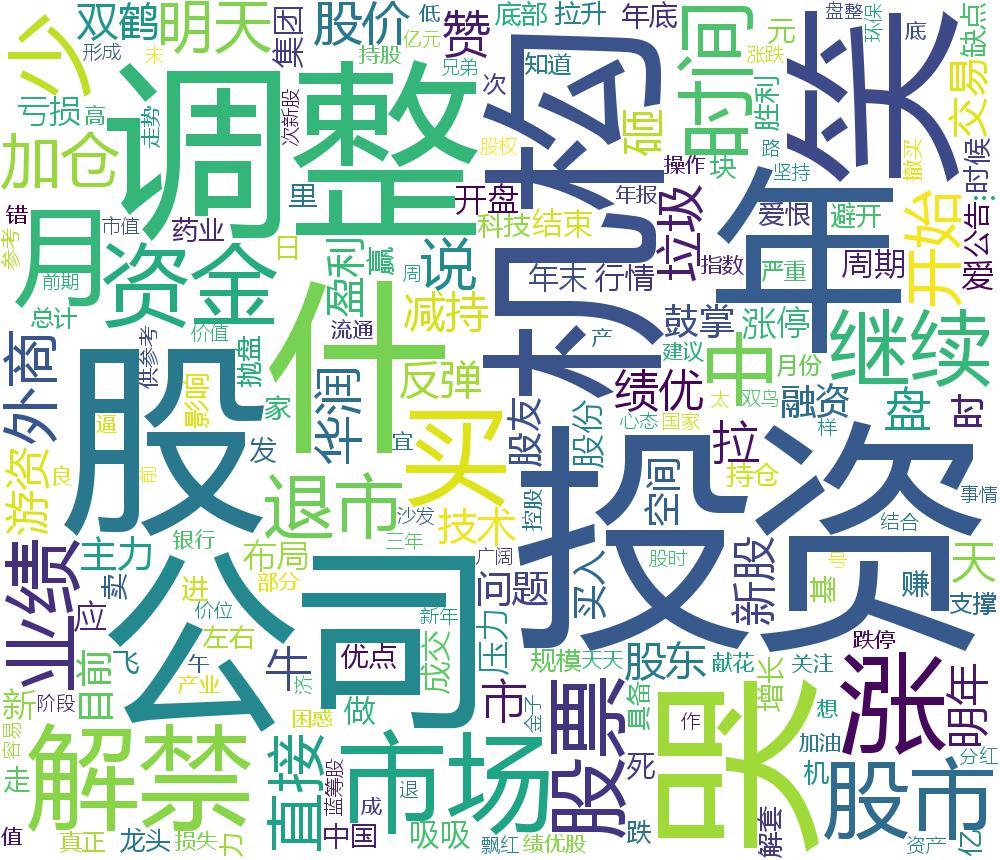 双鹤
明天
集团
股价
赞
低
底部
拉升
年底
时间
元
盘整
环保
底
缺点
形成
未
持股
亿元
兄弟
次
知道
涨跌
笑
少
调整
机构
砸
胜利
交易
亏损
高
走势
次新股
股权
路
加仓
操作
块
坚持
撤买
时候
错
市值
药业
里
开盘
年报
年
爱恨
避开
开始
公告
参考
月
资金
日
盈利
赢
说
科技
结束
垃圾
指数
严重
周期
前期
周
年末
行情
总计
价值
供参考
流通
减持
什
产
鼓掌
涨停
继续
外商
抛盘
影响
华润
反弹
建议
中
月份
家
绩优
太
双鸟
融资
盘
时
股
逼
发
宜
买
股友
股份
心态
国家
样
拉
游资
良
前
退市
沙发
技术
控股
空间
持仓
投资
事情
结合
业绩
主力
银行
三年
布局
广阔
股时
卖
进
部分
问题
买入
新股
基
号
赚
天
支撑
应
价位
公司
新年
目前
飞
左右
午
牛
优点
成交
压力
规模
天天
股东
献花
关注
跌停
新
阶段
产业
济
困惑
做
市
金子
具备
增长
作
想
涨
明年
容易
解禁
直接
市场
股票
哭
加油
分红
走
蓝筹股
死
机
股市
中国
成
退
值
真正
龙头
损失
力
吸吸
飘红
绩优股
跌
解套
资产
亿